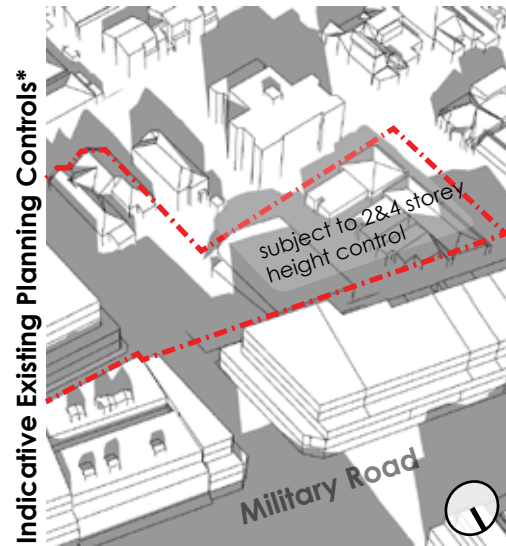 Indicative Existing Planning Controls*
subject to 2&4 storey
height control
Military Road